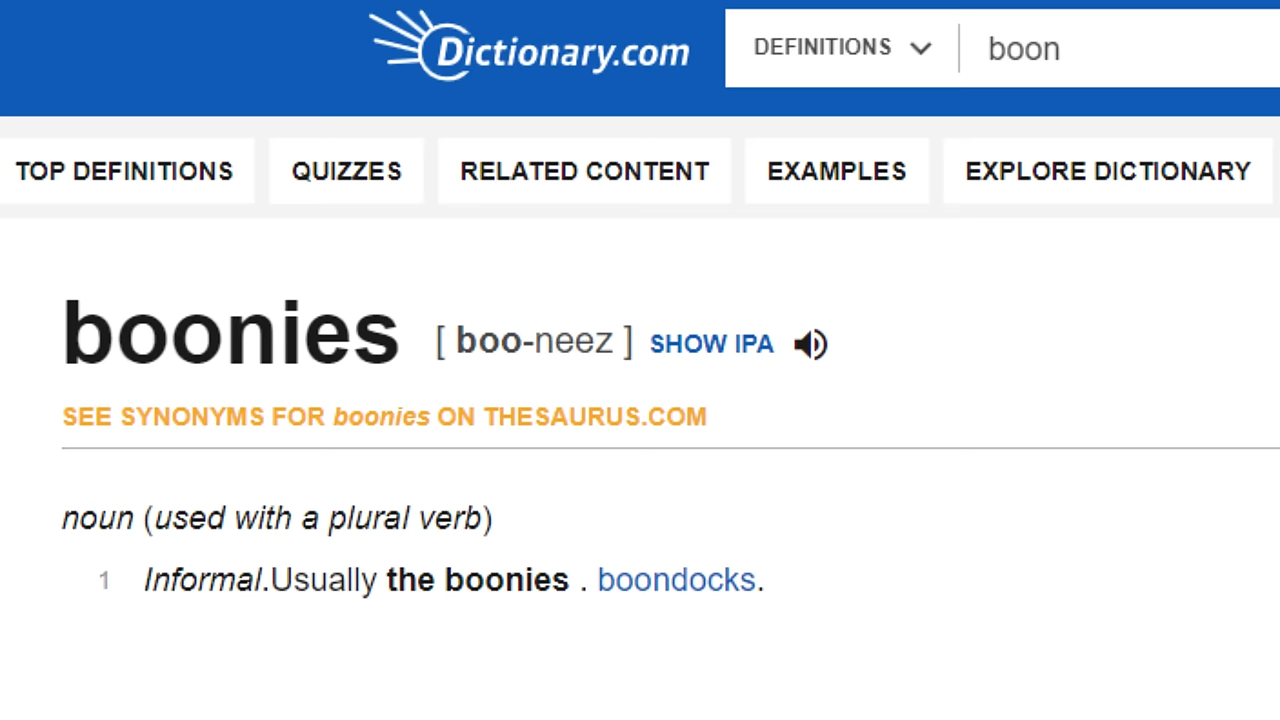 Dictionary.com DEFINITIONS boon
TOP DEFINITIONS QUIZZES RELATED CONTENT EXAMPLES EXPLORE DICTIONARY
boonies [ boo-neez ] SHOW IPA
SEE SYNONYMS FOR boonies ON THESAURUS.COM
noun (used with a plural verb)
1 Informal.Usually the boonies . boondocks.